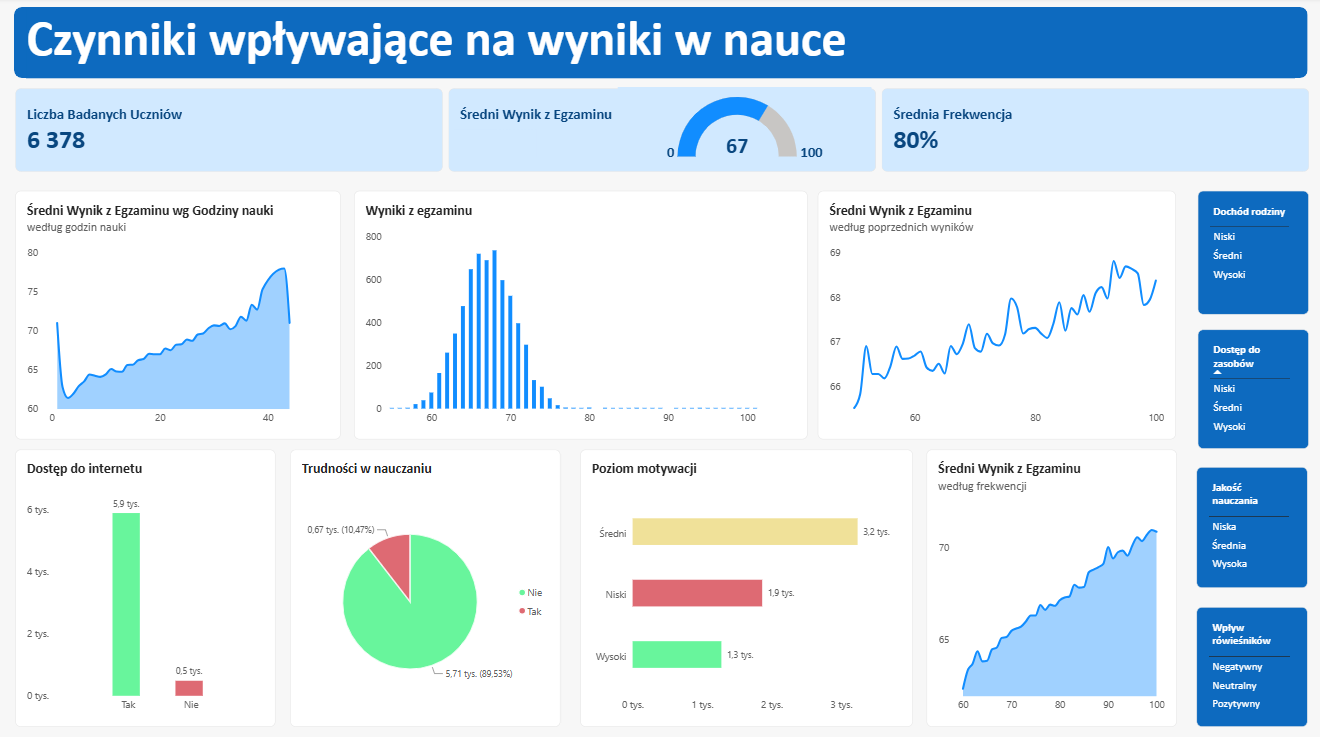 Czynniki wpływające na wyniki w nauce
Liczba Badanych Uczniów
6 378
Średni Wynik z Egzaminu
0
67
100
Średnia Frekwencja
80%
Średni Wynik z Egzaminu wg Godziny nauki
według godzin nauki
80
75
70
65
60
0
20
40
Wyniki z egzaminu
800
600
400
200
0
60
70
80
90
100
Średni Wynik z Egzaminu
według poprzednich wyników
69
68
67
66
60
80
100
Dochód rodziny
Niski
Średni
Wysoki
Dostęp do
zasobów
Niski
Średni
Wysoki
Dostęp do internetu
6 tys.
4 tys.
2 tys.
0 tys.
5,9 tys.
0,5 tys.
Tak
Nie
Trudności w nauczaniu
0,67 tys. (10,47%)
5,71 tys. (89,53%)
Nie
Tak
Poziom motywacji
Średni
3,2 tys.
Niski
1,9 tys.
Wysoki
1,3 tys.
0 tys.
1 tys.
2 tys.
3 tys.
Średni Wynik z Egzaminu
według frekwencji
70
65
60
70
80
90
100
Jakość
nauczania
Niska
Średnia
Wysoka
Wpływ
rówieśników
Negatywny
Neutralny
Pozytywny